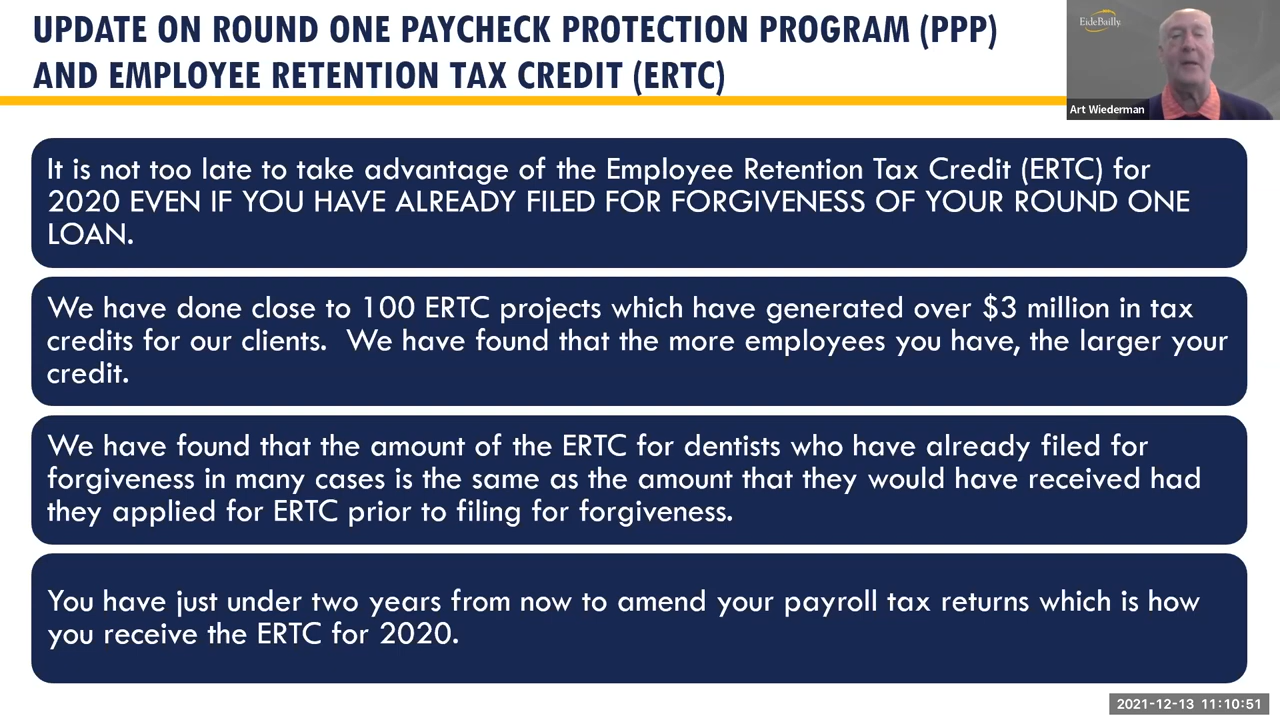 UPDATE ON ROUND ONE PAYCHECK PROTECTION PROGRAM (PPP)
AND EMPLOYEE RETENTION TAX CREDIT (ERTC)
EideBailly
Art Wiederman
It is not too late to take advantage of the Employee Retention Tax Credit (ERTC) for
2020 EVEN IF YOU HAVE ALREADY FILED FOR FORGIVENESS OF YOUR ROUND ONE
LOAN.
We have done close to 100 ERTC projects which have generated over $3 million in tax
credits for our clients.  We have found that the more employees you have, the larger your
credit.
We have found that the amount of the ERTC for dentists who have already filed for
forgiveness in many cases is the same as the amount that they would have received had
they applied for ERTC prior to filing for forgiveness.
You have just under two years from now to amend your payroll tax returns which is how
you receive the ERTC for 2020.
2021-12-13 11:10:51